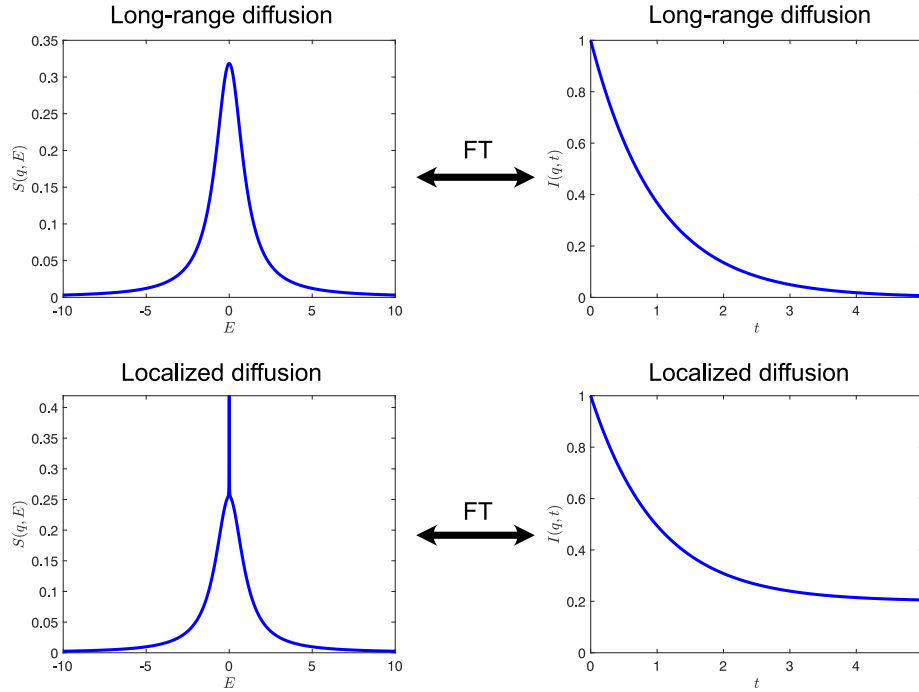 Long-range diffusion
Long-range diffusion
0.35
0.3
0.25
0.2
0.15
0.1
0.05
0
S(q, E)
-10 -5 0 5 10
E
FT
1
0.8
0.6
0.4
0.2
0
I(q, t)
0 1 2 3 4
t
Localized diffusion
Localized diffusion
0.4
0.35
0.3
0.25
0.2
0.15
0.1
0.05
0
S(q, E)
-10 -5 0 5 10
E
FT
1
0.8
0.6
0.4
0.2
0
I(q, t)
0 1 2 3 4
t